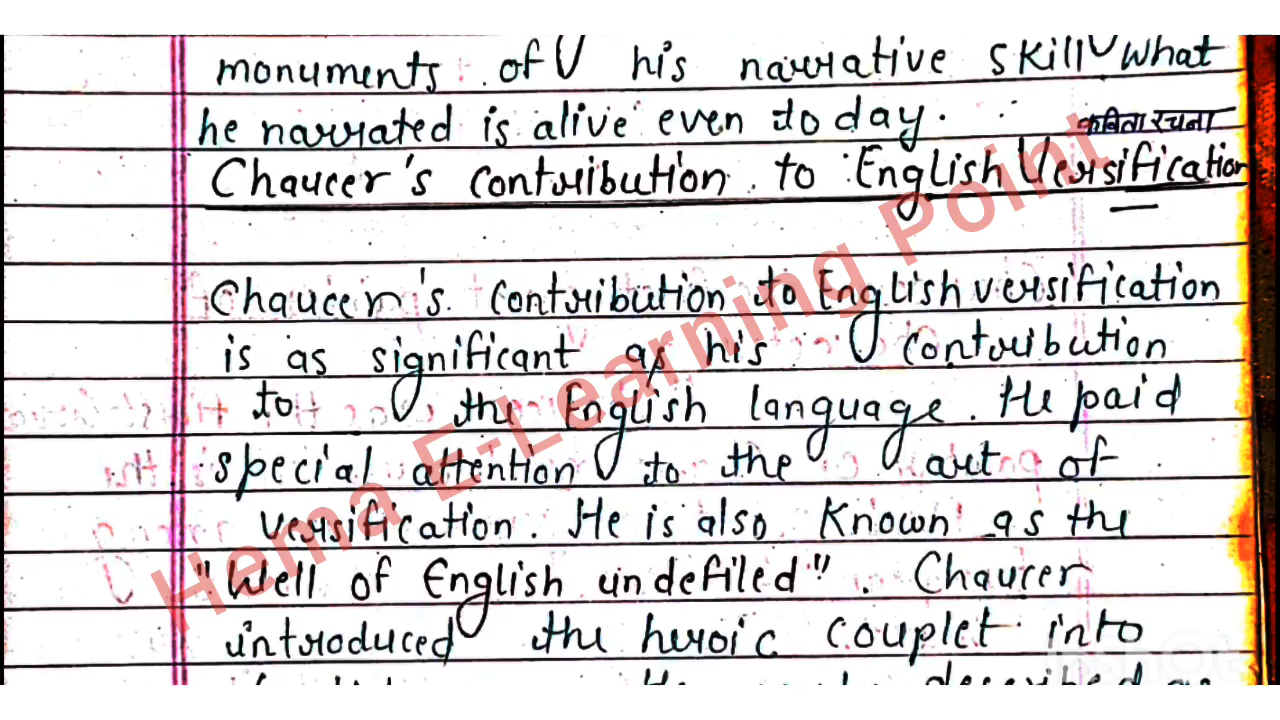 monuments of his narrative skill what
he narrated is alive even today.
कविता रचना
Chaucer's contribution to English Versification
Chaucer's contribution to English versification
is as significant as his contribution
to the English language. He paid
special attention to the art of
versification. He is also known as the
"Well of English undefiled". Chaucer
introduced the heroic couplet into
described as
Hema E-Learning Point